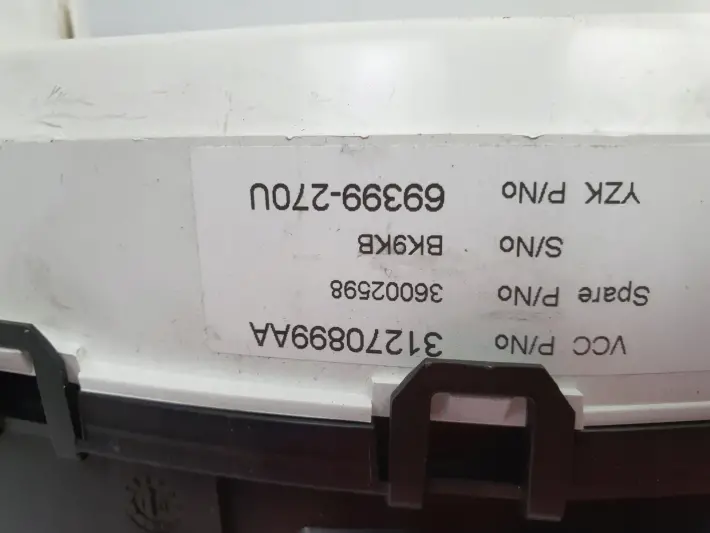 VCC P/No 31270899AA
Spare P/No 36002598
S/No BK9KB
YZK P/No 69399-270U